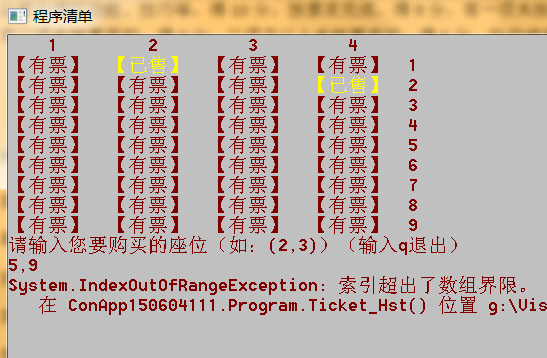 程序清单
1 2 3 4
【有票】 【已售】 【有票】 【有票】 1
【有票】 【有票】 【有票】 【已售】 2
【有票】 【有票】 【有票】 【有票】 3
【有票】 【有票】 【有票】 【有票】 4
【有票】 【有票】 【有票】 【有票】 5
【有票】 【有票】 【有票】 【有票】 6
【有票】 【有票】 【有票】 【有票】 7
【有票】 【有票】 【有票】 【有票】 8
【有票】 【有票】 【有票】 【有票】 9
请输入您要购买的座位（如：(2,3)）（输入q退出）
5,9
System.IndexOutOfRangeException: 索引超出了数组界限。
在 ConApp150604111.Program.Ticket_Hst() 位置 g:\Vis